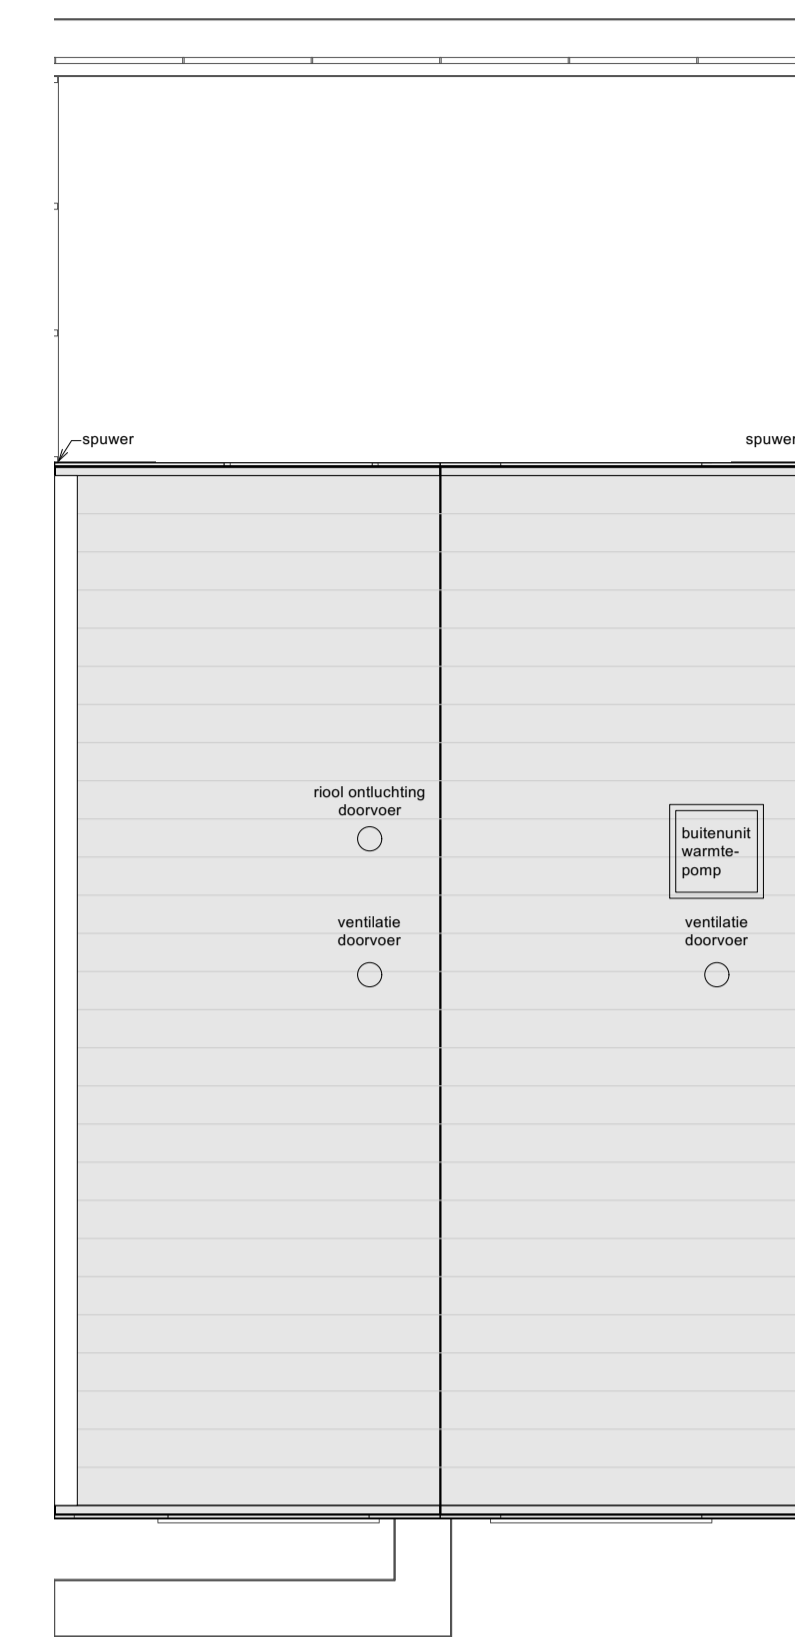 spuwer
spuwer
riool ontluchting
doorvoer
buitenunit
warmte-
pomp
ventilatie
doorvoer
ventilatie
doorvoer